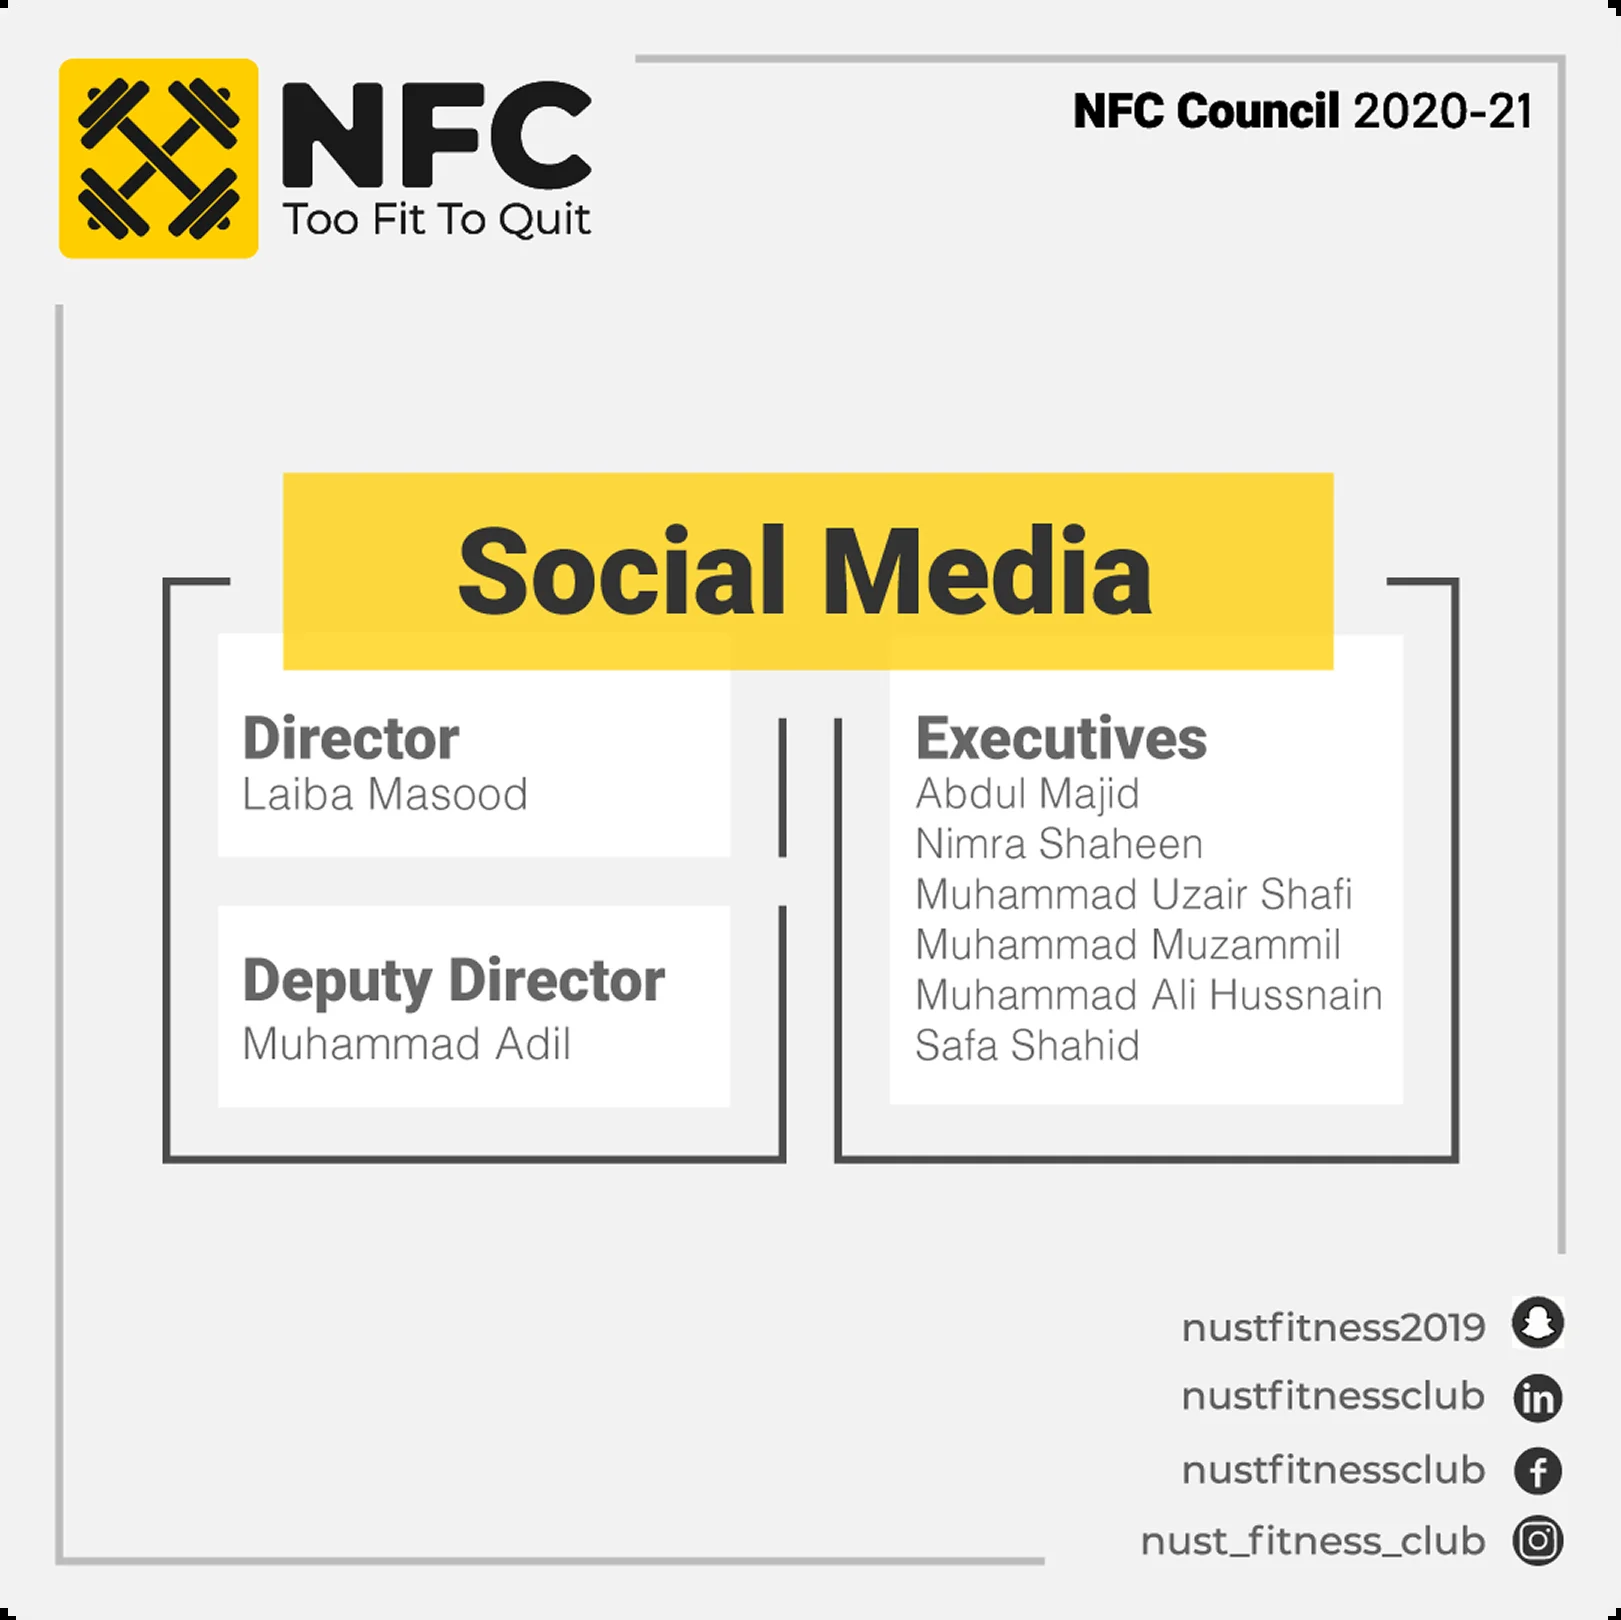 NFC
Too Fit To Quit
NFC Council 2020-21
Social Media
Director
Laiba Masood
Deputy Director
Muhammad Adil
Executives
Abdul Majid
Nimra Shaheen
Muhammad Uzair Shafi
Muhammad Muzammil
Muhammad Ali Hussnain
Safa Shahid
nustfitness2019
nustfitnessclub
in
nustfitnessclub
f
nust_fitness_club